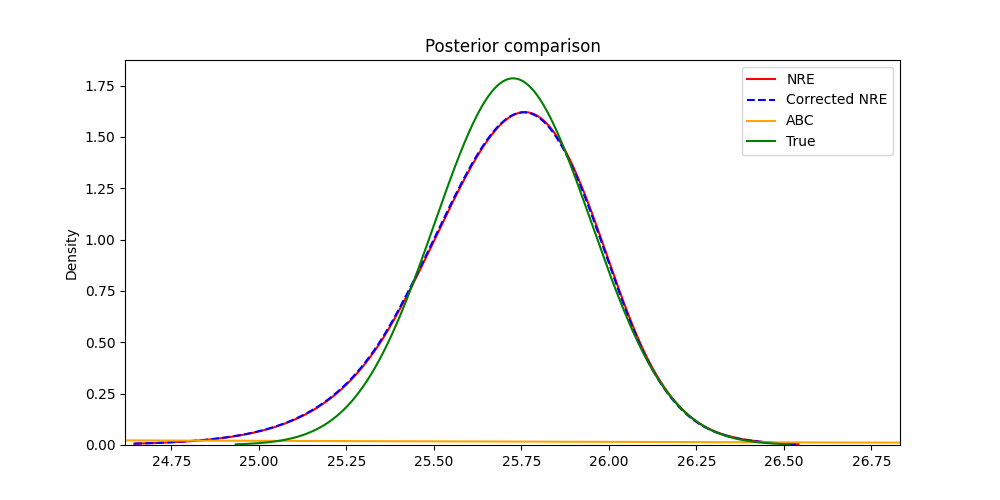 Posterior comparison
NRE
Corrected NRE
ABC
True
Density
1.75
1.50
1.25
1.00
0.75
0.50
0.25
0.00
24.75 25.00 25.25 25.50 25.75 26.00 26.25 26.50 26.75